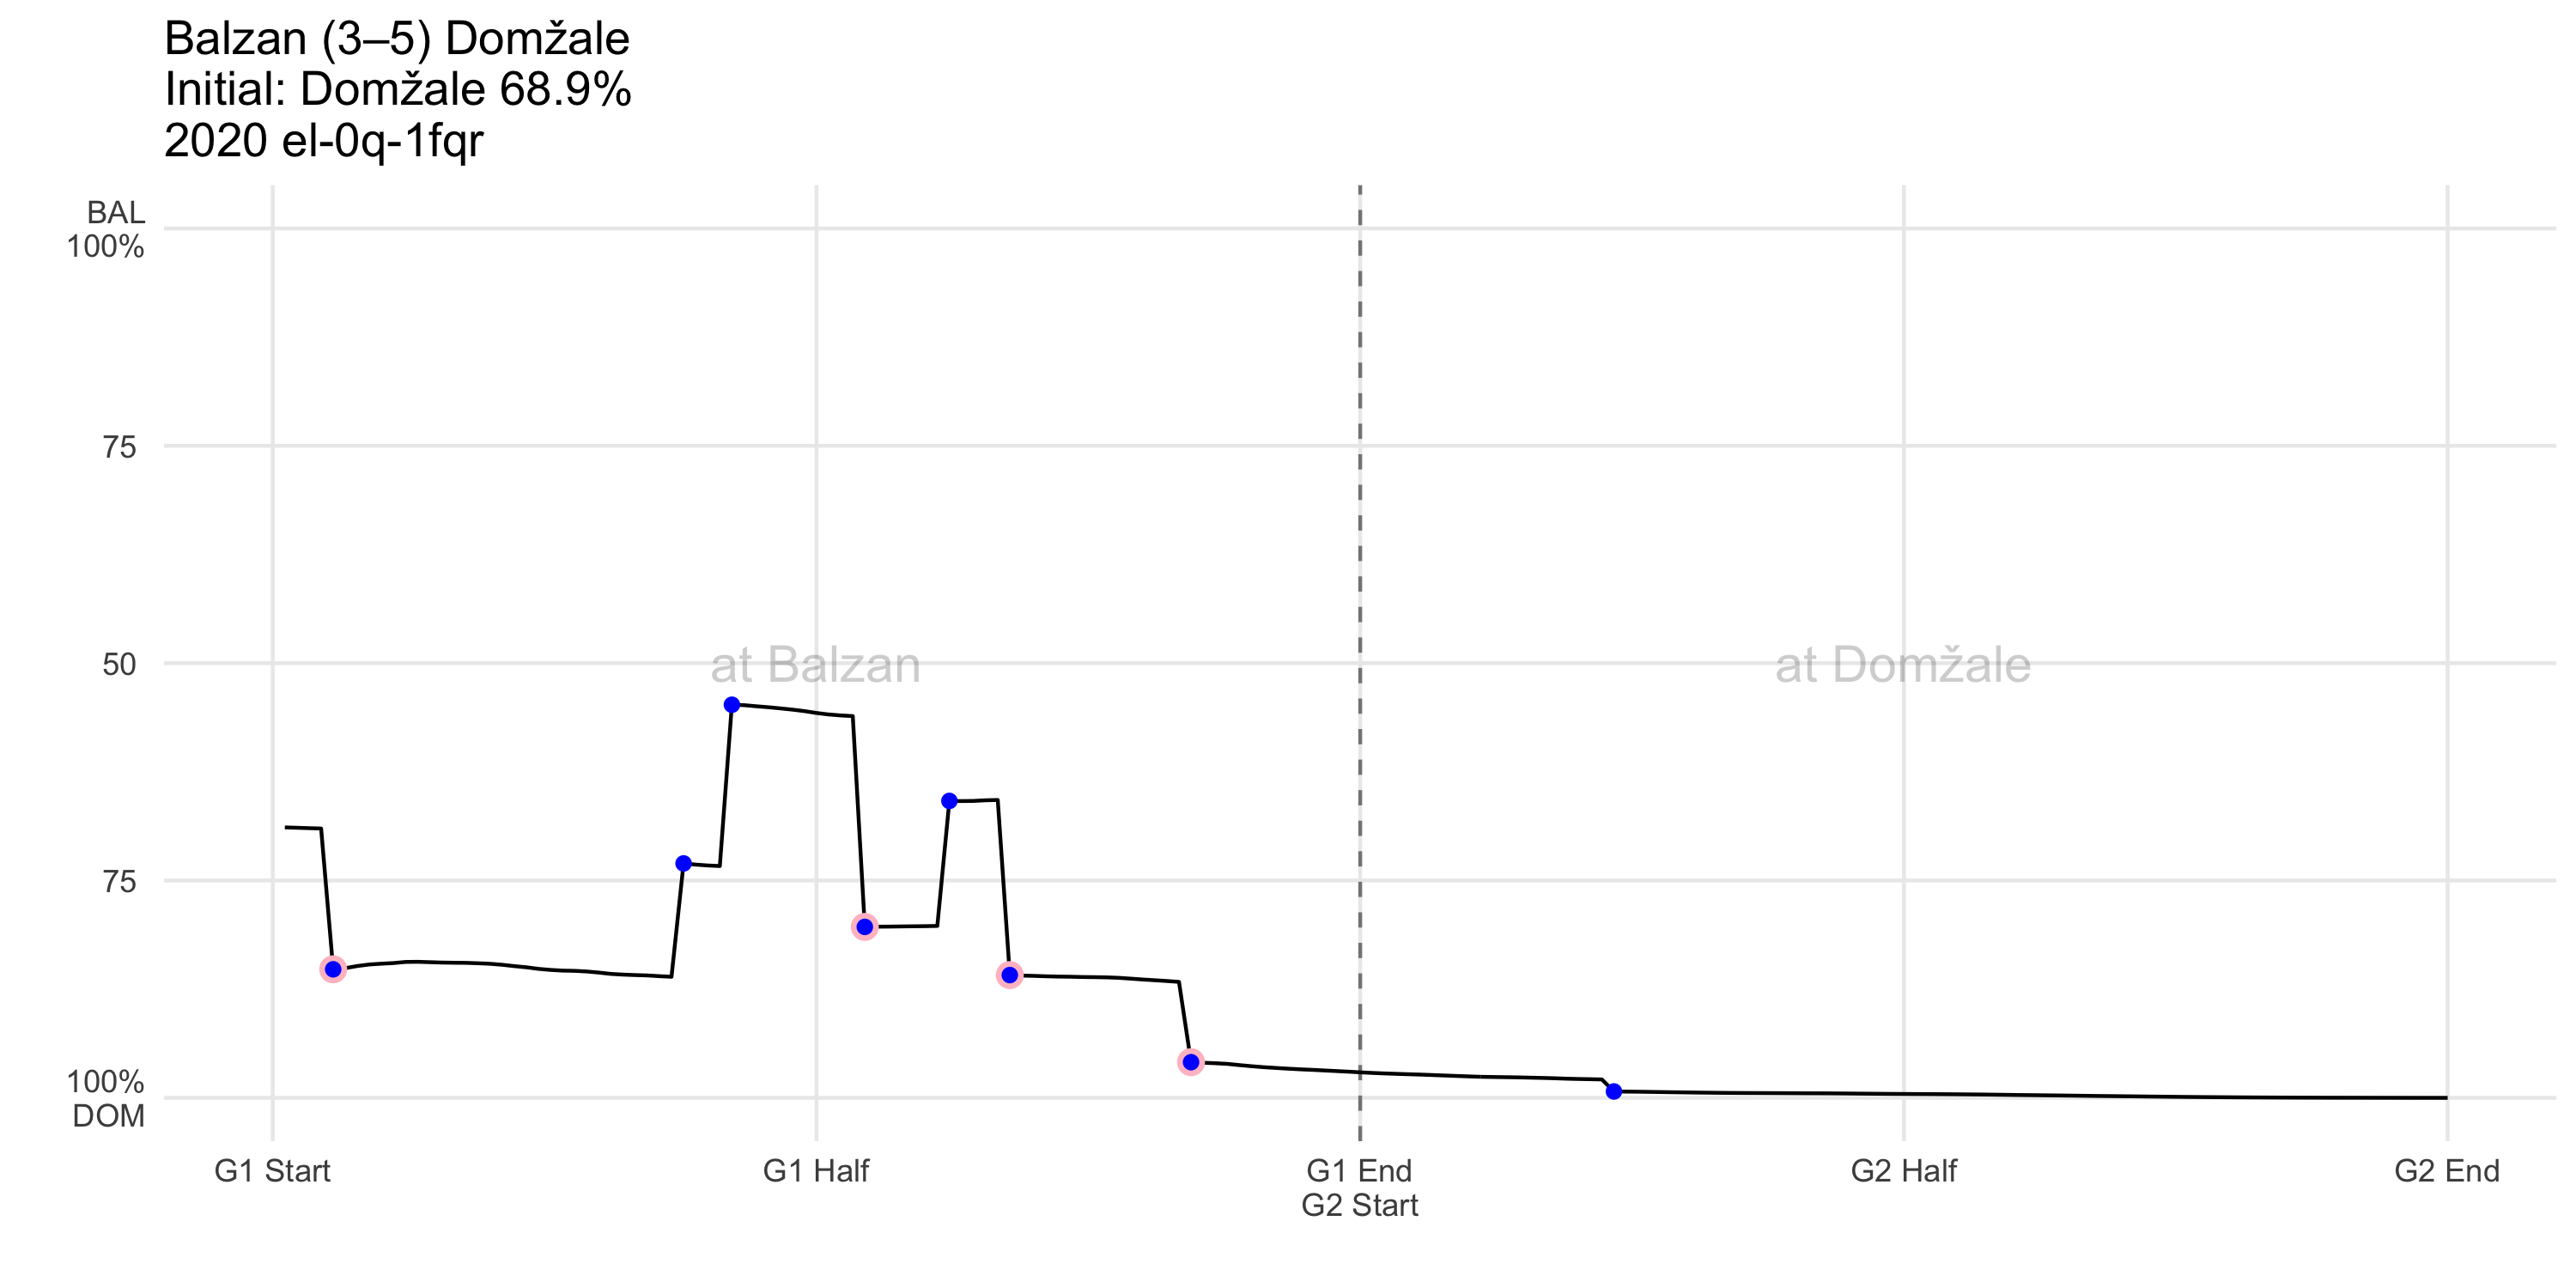 Balzan (3–5) Domžale
Initial: Domžale 68.9%
2020 el-0q-1fqr
BAL
100%
75
50
75
100%
DOM
at Balzan
at Domžale
G1 Start
G1 Half
G1 End
G2 Start
G2 Half
G2 End